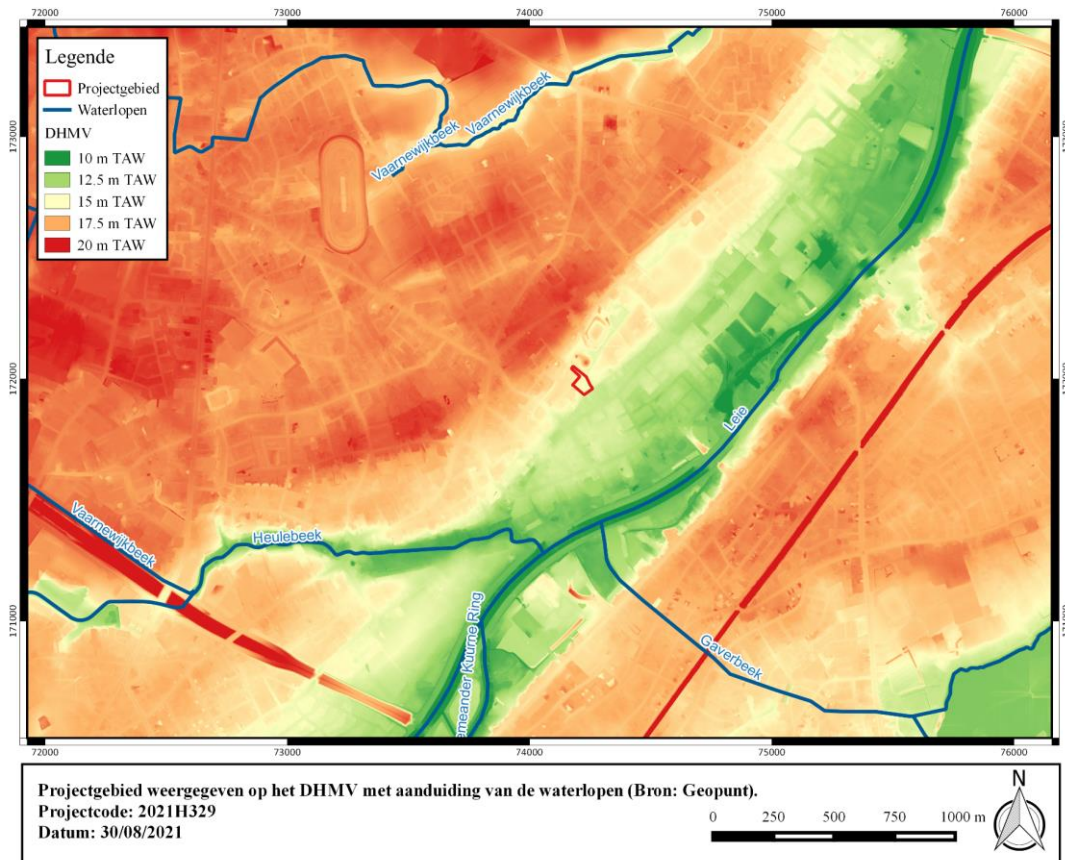 72000 73000 74000 75000 76000
Legende
Projectgebied
Waterlopen
DHMV
10 m TAW
12.5 m TAW
15 m TAW
17.5 m TAW
20 m TAW
Vaarnewijkbeek
Vaarnewijkbeek
173000
172000
172000
Leie
Vaarnewijkbeek
Heulebeek
171000
emeander Kuurne Ring
Gaverbeek
72000 73000 74000 75000 76000
Projectgebied weergegeven op het DHMV met aanduiding van de waterlopen (Bron: Geopunt).
Projectcode: 2021H329
Datum: 30/08/2021
0 250 500 750 1000 m
N